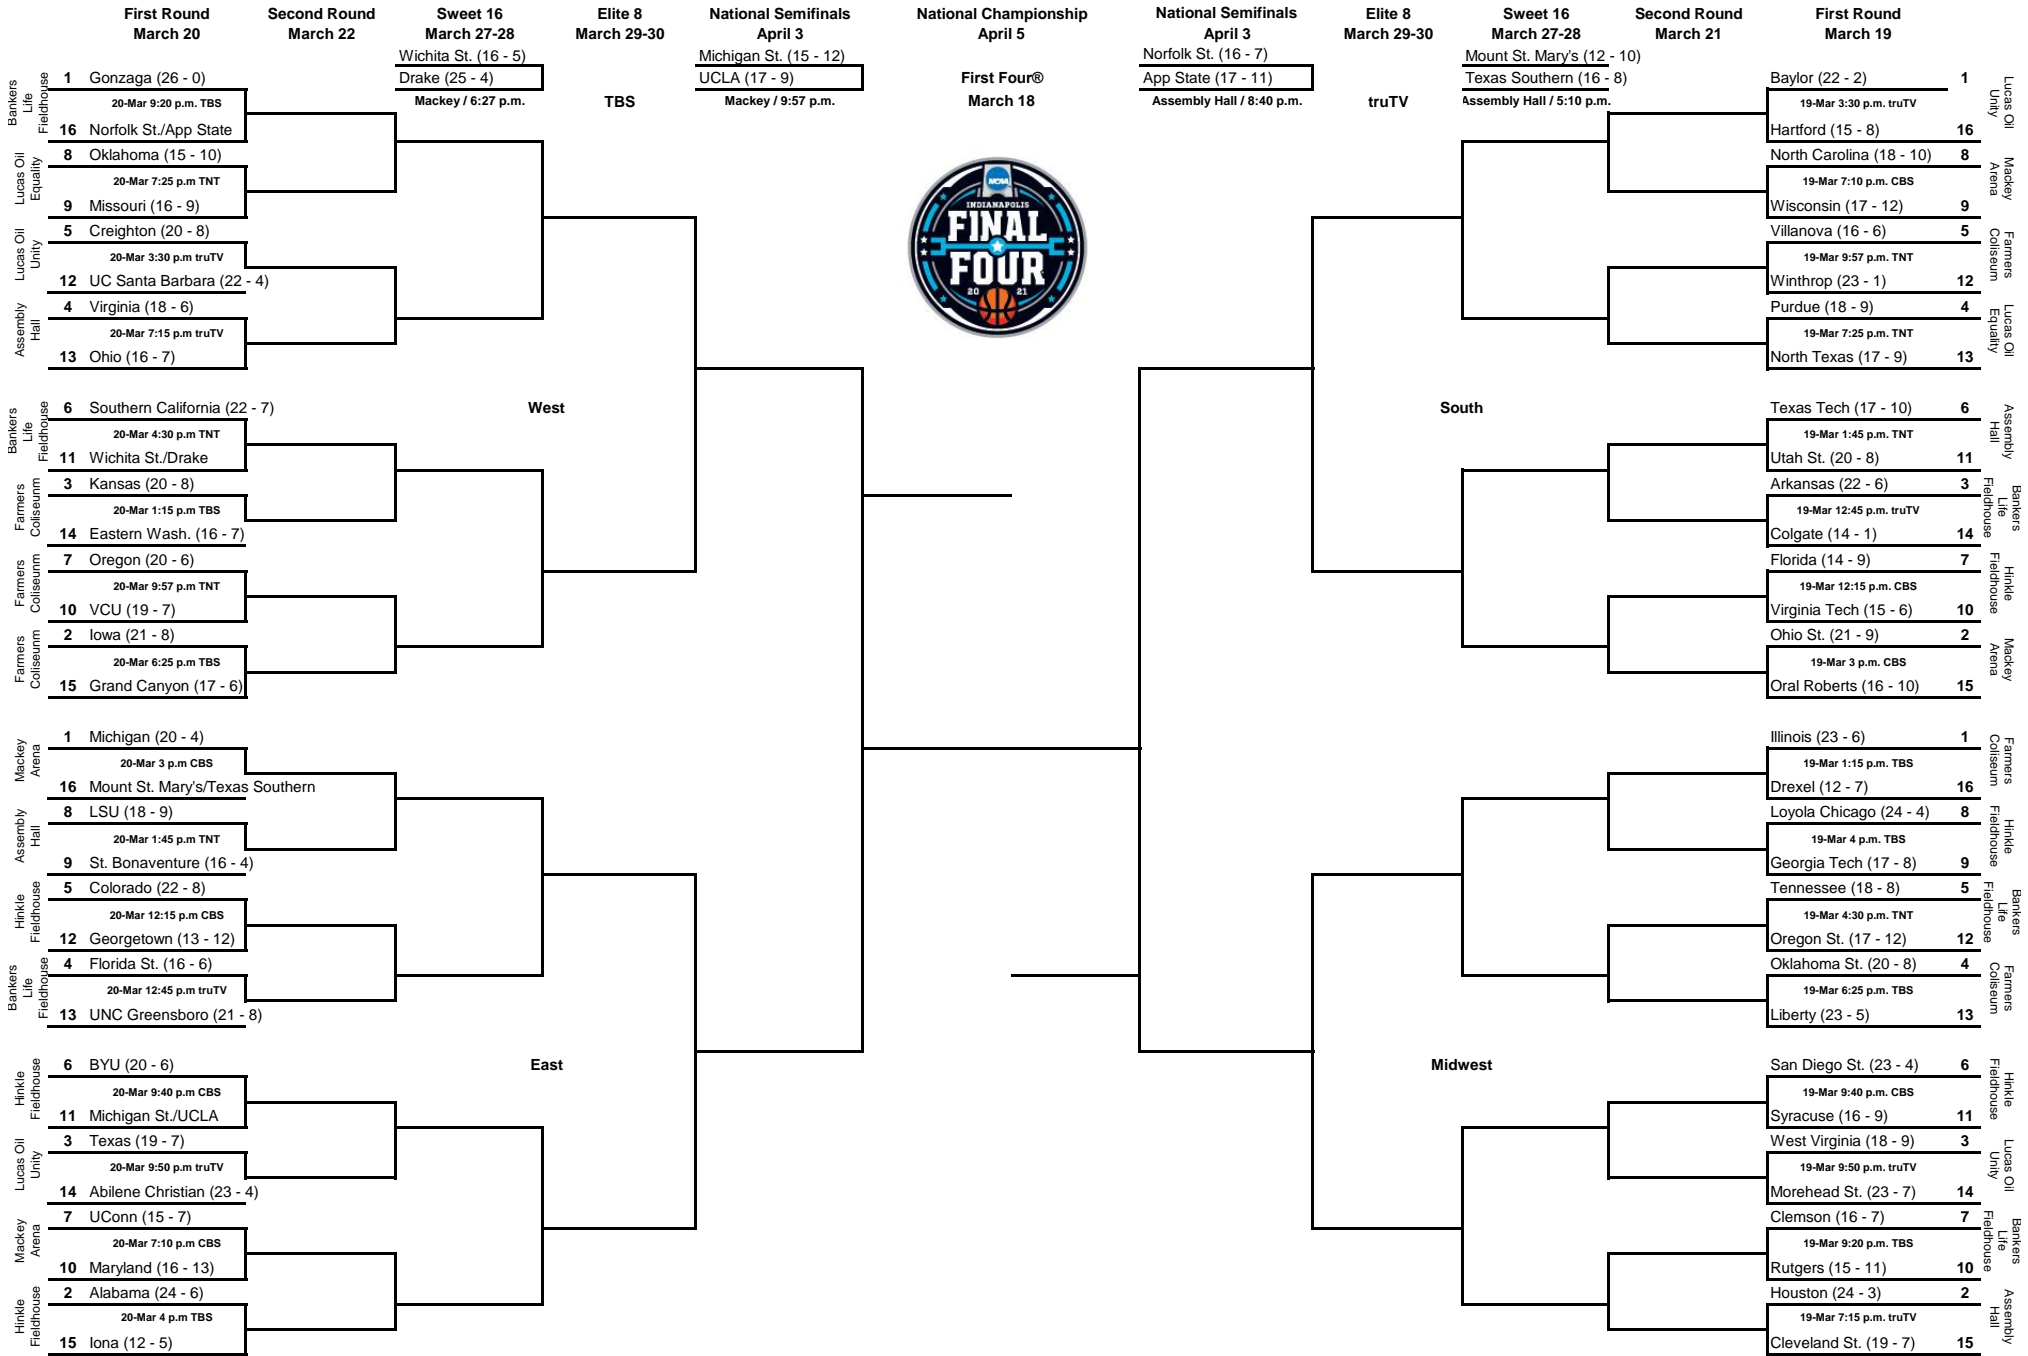 First Round
March 20
Second Round
March 22
Sweet 16
March 27-28
Elite 8
March 29-30
National Semifinals
April 3
National Championship
April 5
National Semifinals
April 3
Elite 8
March 29-30
Sweet 16
March 27-28
Second Round
March 21
First Round
March 19
Wichita St. (16 - 5)
Drake (25 - 4)
Mackey / 6:27 p.m.
TBS
Michigan St. (15 - 12)
UCLA (17 - 9)
Mackey / 9:57 p.m.
First Four®
March 18
Norfolk St. (16 - 7)
App State (17 - 11)
Assembly Hall / 8:40 p.m.
truTV
Mount St. Mary's (12 - 10)
Texas Southern (16 - 8)
Assembly Hall / 5:10 p.m.
NCAA
INDIANAPOLIS
FINAL
FOUR
20 21
Bankers
Life
Fieldhouse
1 Gonzaga (26 - 0)
20-Mar 9:20 p.m. TBS
16 Norfolk St./App State
Lucas Oil
Equality
8 Oklahoma (15 - 10)
20-Mar 7:25 p.m TNT
9 Missouri (16 - 9)
Lucas Oil
Unity
5 Creighton (20 - 8)
20-Mar 3:30 p.m truTV
12 UC Santa Barbara (22 - 4)
Assembly
Hall
4 Virginia (18 - 6)
20-Mar 7:15 p.m truTV
13 Ohio (16 - 7)
West
Bankers
Life
Fieldhouse
6 Southern California (22 - 7)
20-Mar 4:30 p.m TNT
11 Wichita St./Drake
Farmers
Coliseunm
3 Kansas (20 - 8)
20-Mar 1:15 p.m TBS
14 Eastern Wash. (16 - 7)
Farmers
Coliseunm
7 Oregon (20 - 6)
20-Mar 9:57 p.m TNT
10 VCU (19 - 7)
Farmers
Coliseunm
2 Iowa (21 - 8)
20-Mar 6:25 p.m TBS
15 Grand Canyon (17 - 6)
Mackey
Arena
1 Michigan (20 - 4)
20-Mar 3 p.m CBS
16 Mount St. Mary's/Texas Southern
Assembly
Hall
8 LSU (18 - 9)
20-Mar 1:45 p.m TNT
9 St. Bonaventure (16 - 4)
Hinkle
Fieldhouse
5 Colorado (22 - 8)
20-Mar 12:15 p.m CBS
12 Georgetown (13 - 12)
Bankers
Life
Fieldhouse
4 Florida St. (16 - 6)
20-Mar 12:45 p.m truTV
13 UNC Greensboro (21 - 8)
East
Hinkle
Fieldhouse
6 BYU (20 - 6)
20-Mar 9:40 p.m CBS
11 Michigan St./UCLA
Lucas Oil
Unity
3 Texas (19 - 7)
20-Mar 9:50 p.m truTV
14 Abilene Christian (23 - 4)
Mackey
Arena
7 UConn (15 - 7)
20-Mar 7:10 p.m CBS
10 Maryland (16 - 13)
Hinkle
Fieldhouse
2 Alabama (24 - 6)
20-Mar 4 p.m TBS
15 Iona (12 - 5)
Baylor (22 - 2) 1
19-Mar 3:30 p.m. truTV
Hartford (15 - 8) 16
Lucas Oil
Unity
North Carolina (18 - 10) 8
19-Mar 7:10 p.m. CBS
Wisconsin (17 - 12) 9
Mackey
Arena
Villanova (16 - 6) 5
19-Mar 9:57 p.m. TNT
Winthrop (23 - 1) 12
Farmers
Coliseum
Purdue (18 - 9) 4
19-Mar 7:25 p.m. TNT
North Texas (17 - 9) 13
Lucas Oil
Equality
South
Texas Tech (17 - 10) 6
19-Mar 1:45 p.m. TNT
Utah St. (20 - 8) 11
Assembly
Hall
Arkansas (22 - 6) 3
19-Mar 12:45 p.m. truTV
Colgate (14 - 1) 14
Bankers
Life
Fieldhouse
Florida (14 - 9) 7
19-Mar 12:15 p.m. CBS
Virginia Tech (15 - 6) 10
Hinkle
Fieldhouse
Ohio St. (21 - 9) 2
19-Mar 3 p.m. CBS
Oral Roberts (16 - 10) 15
Mackey
Arena
Illinois (23 - 6) 1
19-Mar 1:15 p.m. TBS
Drexel (12 - 7) 16
Farmers
Coliseum
Loyola Chicago (24 - 4) 8
19-Mar 4 p.m. TBS
Georgia Tech (17 - 8) 9
Hinkle
Fieldhouse
Tennessee (18 - 8) 5
19-Mar 4:30 p.m. TNT
Oregon St. (17 - 12) 12
Bankers
Life
Fieldhouse
Oklahoma St. (20 - 8) 4
19-Mar 6:25 p.m. TBS
Liberty (23 - 5) 13
Farmers
Coliseum
Midwest
San Diego St. (23 - 4) 6
19-Mar 9:40 p.m. CBS
Syracuse (16 - 9) 11
Hinkle
Fieldhouse
West Virginia (18 - 9) 3
19-Mar 9:50 p.m. truTV
Morehead St. (23 - 7) 14
Lucas Oil
Unity
Clemson (16 - 7) 7
19-Mar 9:20 p.m. TBS
Rutgers (15 - 11) 10
Bankers
Life
Fieldhouse
Houston (24 - 3) 2
19-Mar 7:15 p.m. truTV
Cleveland St. (19 - 7) 15
Assembly
Hall